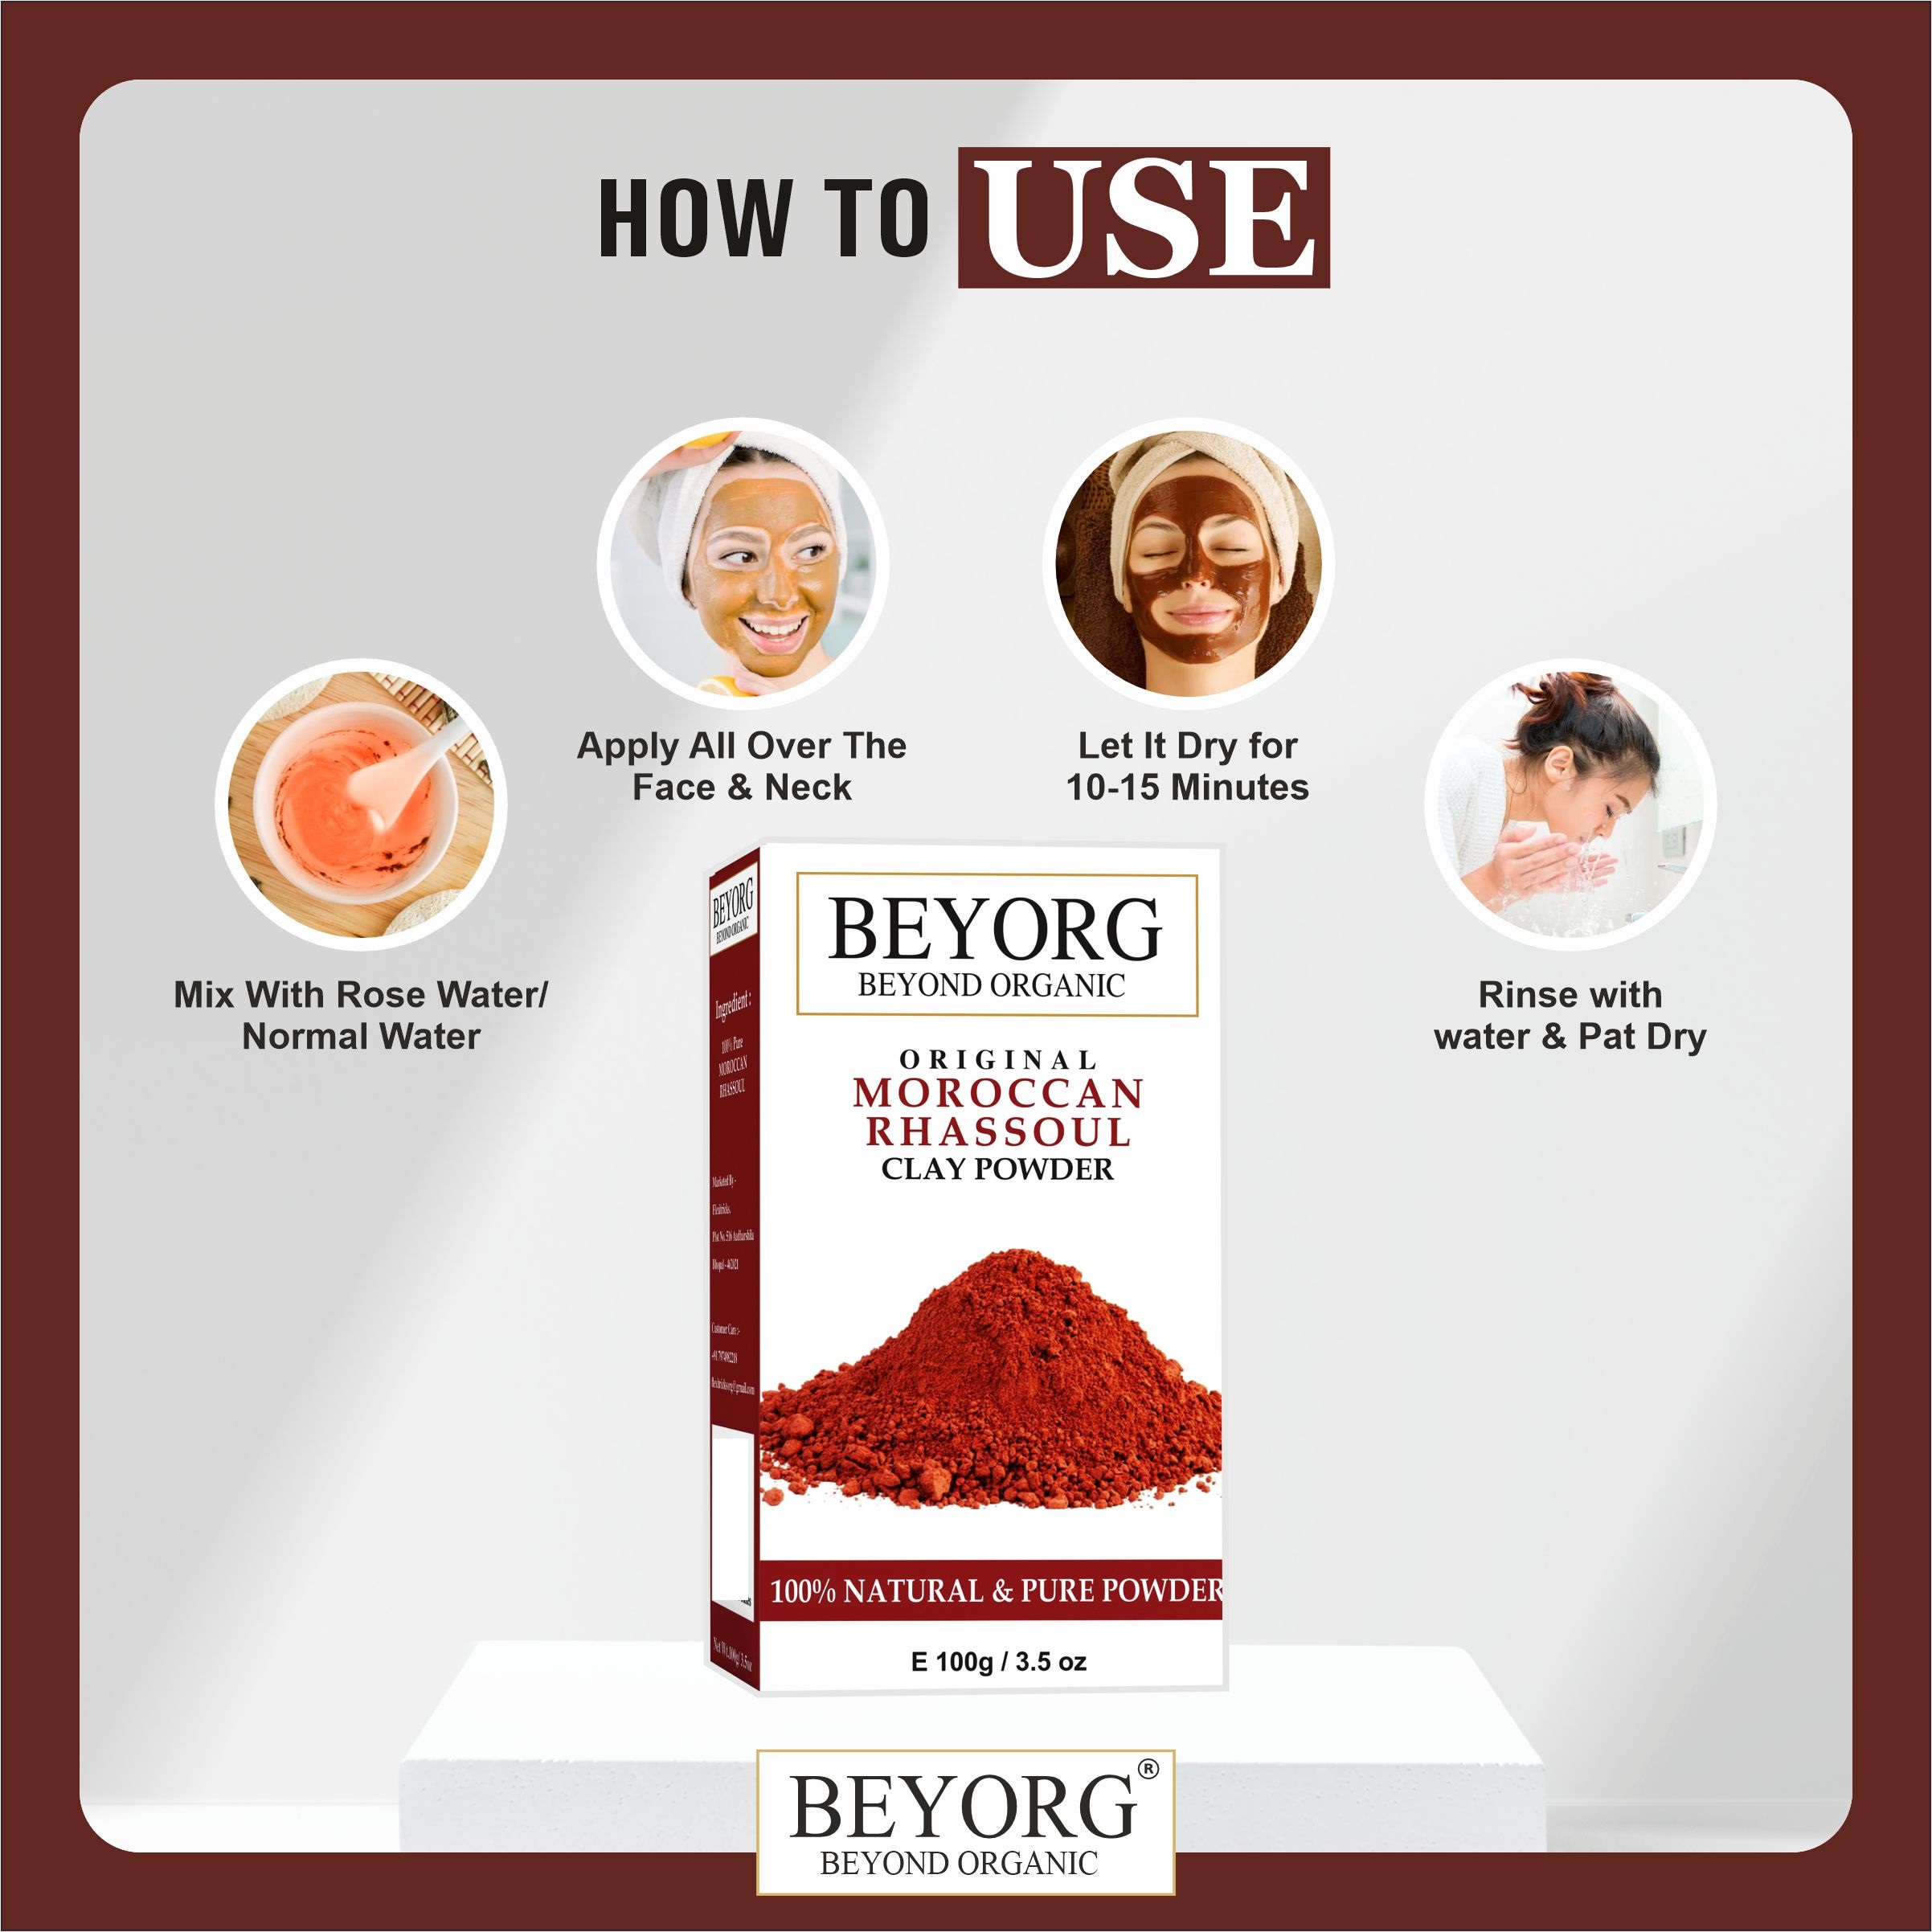 HOW TO USE
Apply All Over The
Face & Neck
Let It Dry for
10-15 Minutes
Mix With Rose Water/
Normal Water
Rinse with
water & Pat Dry
BEYORG
BEYOND ORGANIC
Ingredient :
100% Pure
MOROCCAN
RHASSOUL
Marketed By -
Customer Care :-
Net Wt.100g/3.5oz
BEYORG
BEYOND ORGANIC
ORIGINAL
MOROCCAN
RHASSOUL
CLAY POWDER
100% NATURAL & PURE POWDER
E 100g / 3.5 oz
BEYORG®
BEYOND ORGANIC